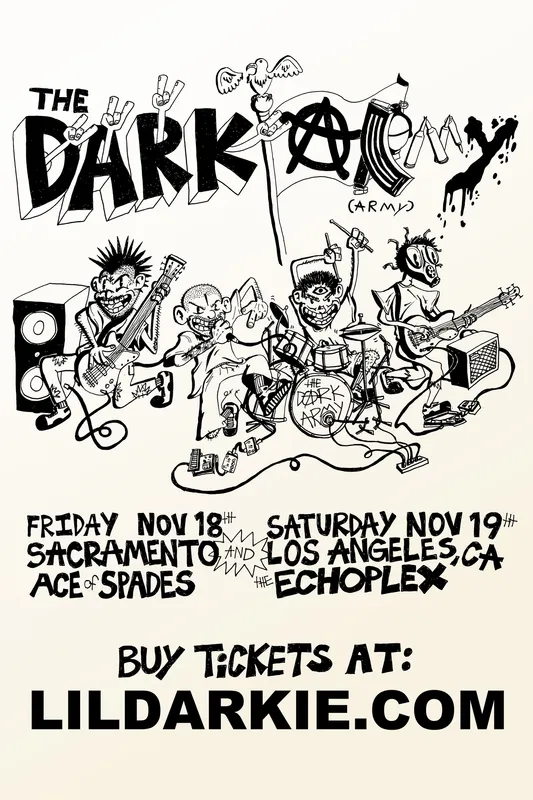 THE
DARK ARmy
(ARMY)
THE
DARK
ARMY
FRIDAY NOV 18TH
SACRAMENTO
ACE of SPADES
AND
SATURDAY NOV 19TH
LOS ANGELES, CA
THE ECHOPLEX
BUY TiCKETS AT:
LILDARKIE.COM